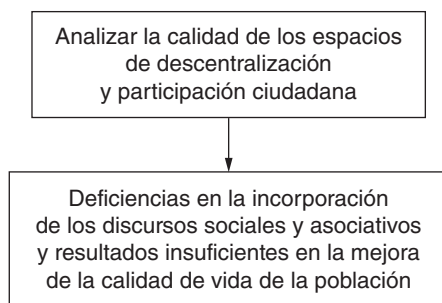 Analizar la calidad de los espacios
de descentralización
y participación ciudadana
Deficiencias en la incorporación
de los discursos sociales y asociativos
y resultados insuficientes en la mejora
de la calidad de vida de la población